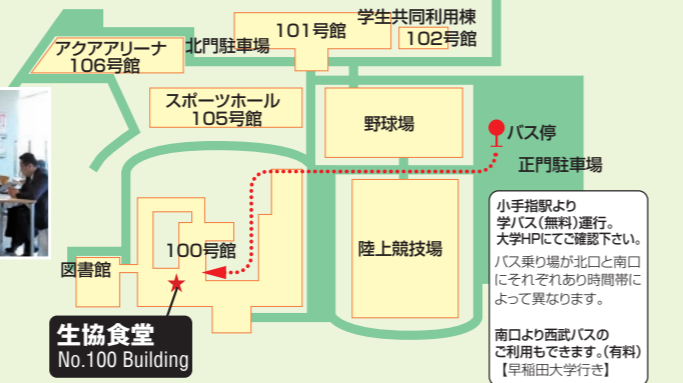 学生共同利用棟
101号館
102号館
アクアアリーナ
106号館
北門駐車場
スポーツホール
105号館
野球場
バス停
正門駐車場
100号館
図書館
陸上競技場
生協食堂
No.100 Building
小手指駅より
学バス（無料）運行。
大学HPにてご確認下さい。
バス乗り場が北口と南口
にそれぞれあり時間帯に
よって異なります。
南口より西武バスの
ご利用もできます。（有料）
【早稲田大学行き】